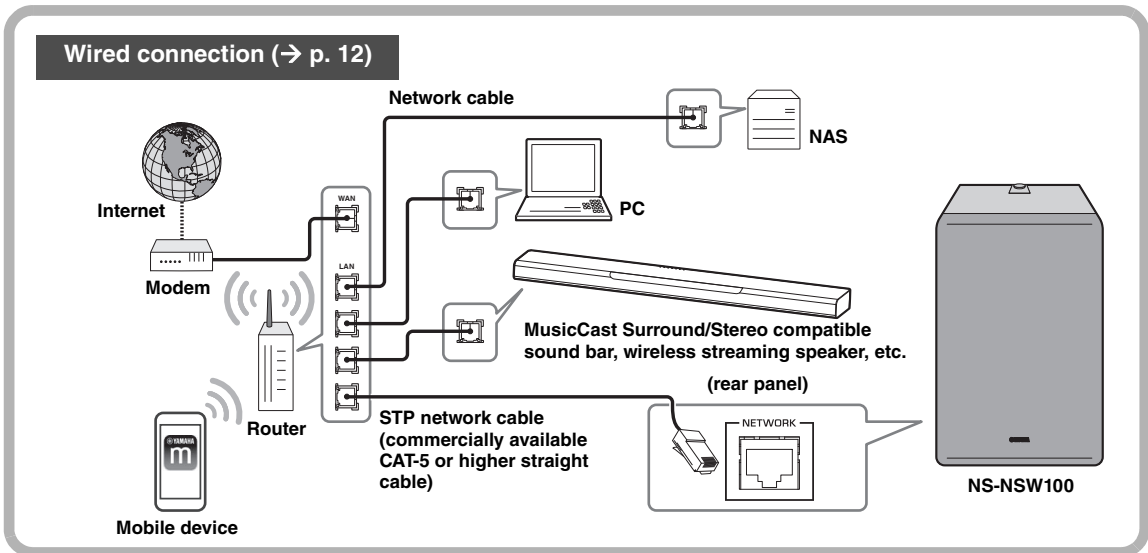 Wired connection (→ p. 12)
Network cable
NAS
Internet
WAN
PC
Modem
LAN
MusicCast Surround/Stereo compatible
sound bar, wireless streaming speaker, etc.
(rear panel)
Router
STP network cable
(commercially available
CAT-5 or higher straight
cable)
NETWORK
YAMAHA
m
NS-NSW100
Mobile device